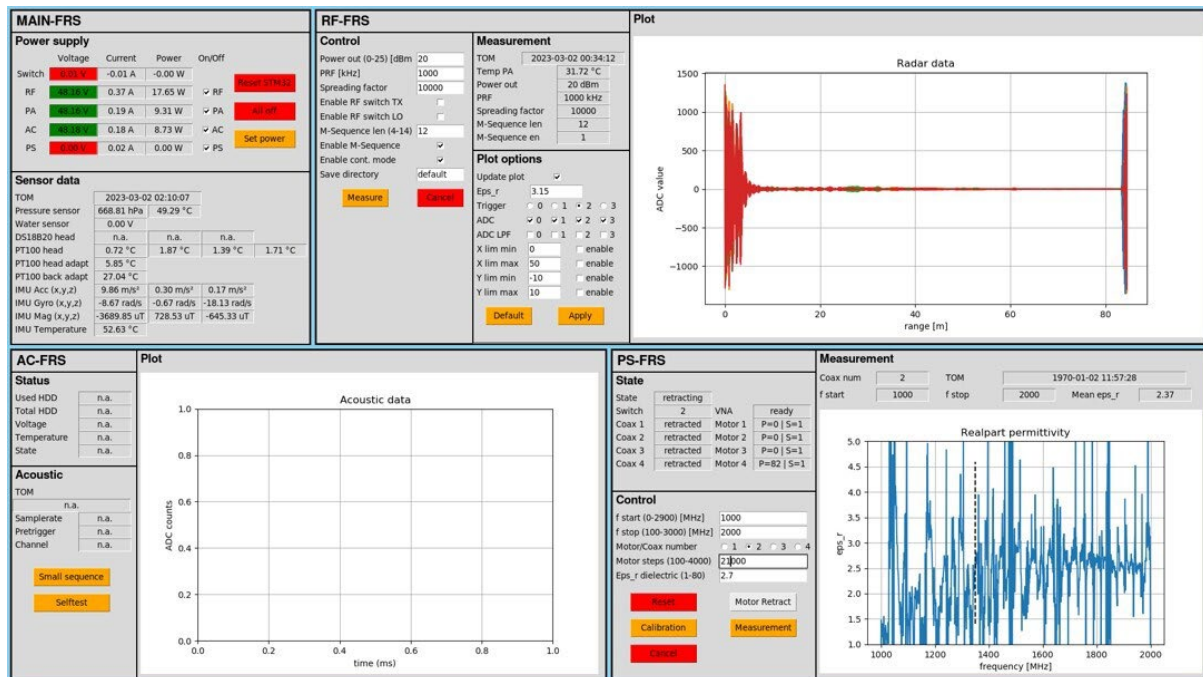 MAIN-FRS
Power supply
Voltage Current Power On/Off
Switch 0.01 V -0.01 A -0.00 W
RF 48.16 V 0.37 A 17.65 W RF
PA 48.16 V 0.19 A 9.31 W PA
AC 48.18 V 0.18 A 8.73 W AC
PS 0.00 V 0.02 A 0.00 W PS
Reset STM32
All off
Set power
Sensor data
TOM 2023-03-02 02:10:07
Pressure sensor 668.81 hPa 49.29 °C
Water sensor 0.00 V
DS18B20 head n.a. n.a. n.a.
PT100 head 0.72 °C 1.87 °C 1.39 °C 1.71 °C
PT100 head adapt 5.85 °C
PT100 back adapt 27.04 °C
IMU Acc (x,y,z) 9.86 m/s² 0.30 m/s² 0.17 m/s²
IMU Gyro (x,y,z) -8.67 rad/s -0.67 rad/s -18.13 rad/s
IMU Mag (x,y,z) -3689.85 uT 728.53 uT -645.33 uT
IMU Temperature 52.63 °C
RF-FRS
Control
Power out (0-25) [dBm 20
PRF [kHz] 1000
Spreading factor 10000
Enable RF switch TX
Enable RF switch LO
M-Sequence len (4-14) 12
Enable M-Sequence
Enable cont. mode
Save directory default
Measure Cancel
Measurement
TOM 2023-03-02 00:34:12
Temp PA 31.72 °C
Power out 20 dBm
PRF 1000 kHz
Spreading factor 10000
M-Sequence len 12
M-Sequence en 1
Plot options
Update plot
Eps_r 3.15
Trigger 0 1 2 3
ADC 0 1 2 3
ADC LPF 0 1 2 3
X lim min 0 enable
X lim max 50 enable
Y lim min -10 enable
Y lim max 10 enable
Default Apply
Plot
Radar data
ADC value
1500
1000
500
0
−500
−1000
0 20 40 60 80
range [m]
AC-FRS
Status
Used HDD n.a.
Total HDD n.a.
Voltage n.a.
Temperature n.a.
State n.a.
Acoustic
TOM
n.a.
Samplerate n.a.
Pretrigger n.a.
Channel n.a.
Small sequence
Selftest
Plot
Acoustic data
ADC counts
1.0
0.8
0.6
0.4
0.2
0.0
0.0 0.2 0.4 0.6 0.8 1.0
time (ms)
PS-FRS
State
State retracting
Switch 2 VNA ready
Coax 1 retracted Motor 1 P=0 | S=1
Coax 2 retracted Motor 2 P=0 | S=1
Coax 3 retracted Motor 3 P=0 | S=1
Coax 4 retracted Motor 4 P=82 | S=1
Control
f start (0-2900) [MHz] 1000
f stop (100-3000) [MHz] 2000
Motor/Coax number 1 2 3 4
Motor steps (100-4000)
Eps_r dielectric (1-80) 2.7
Reset Motor Retract
Calibration Measurement
Cancel
Measurement
Coax num 2 TOM 1970-01-02 11:57:28
f start 1000 f stop 2000 Mean eps_r 2.37
Realpart permittivity
eps_r
5.0
4.5
4.0
3.5
3.0
2.5
2.0
1.5
1.0
1000 1200 1400 1600 1800 2000
frequency [MHz]